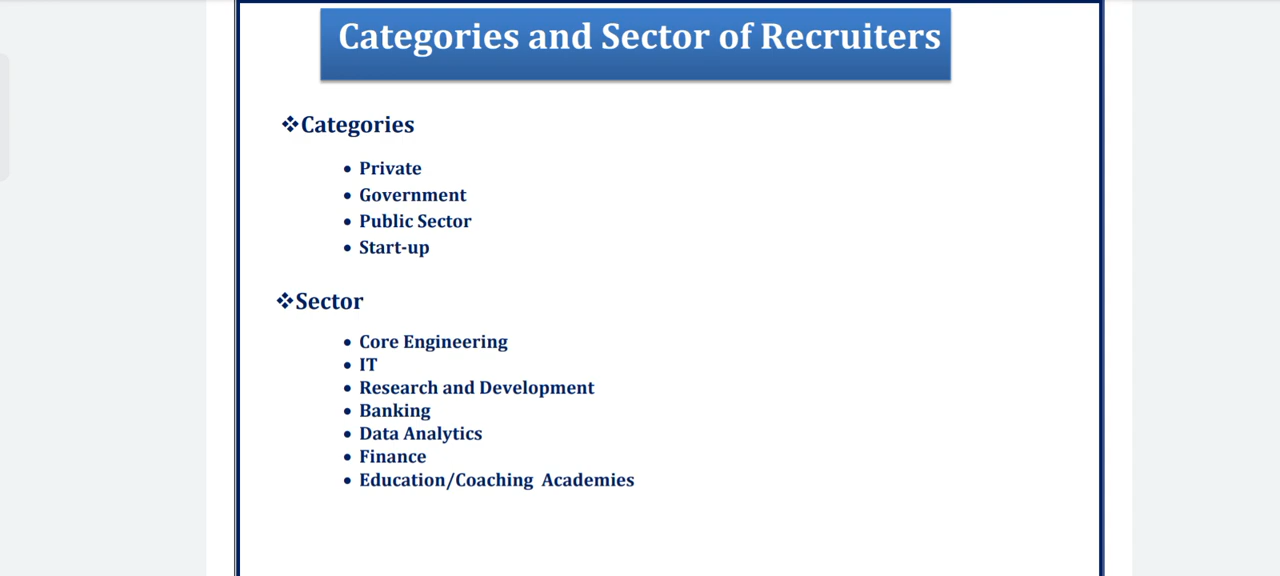 Categories and Sector of Recruiters
❖Categories
• Private
• Government
• Public Sector
• Start-up
❖Sector
• Core Engineering
• IT
• Research and Development
• Banking
• Data Analytics
• Finance
• Education/Coaching Academies